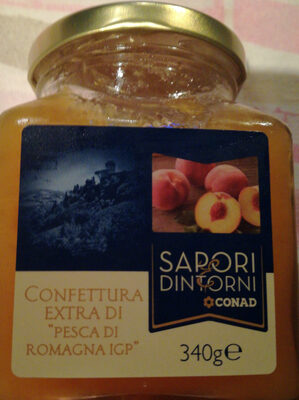 SAPORI
& DINTORNI
CONAD
CONFETTURA
EXTRA DI
"PESCA DI
ROMAGNA IGP"
340g℮